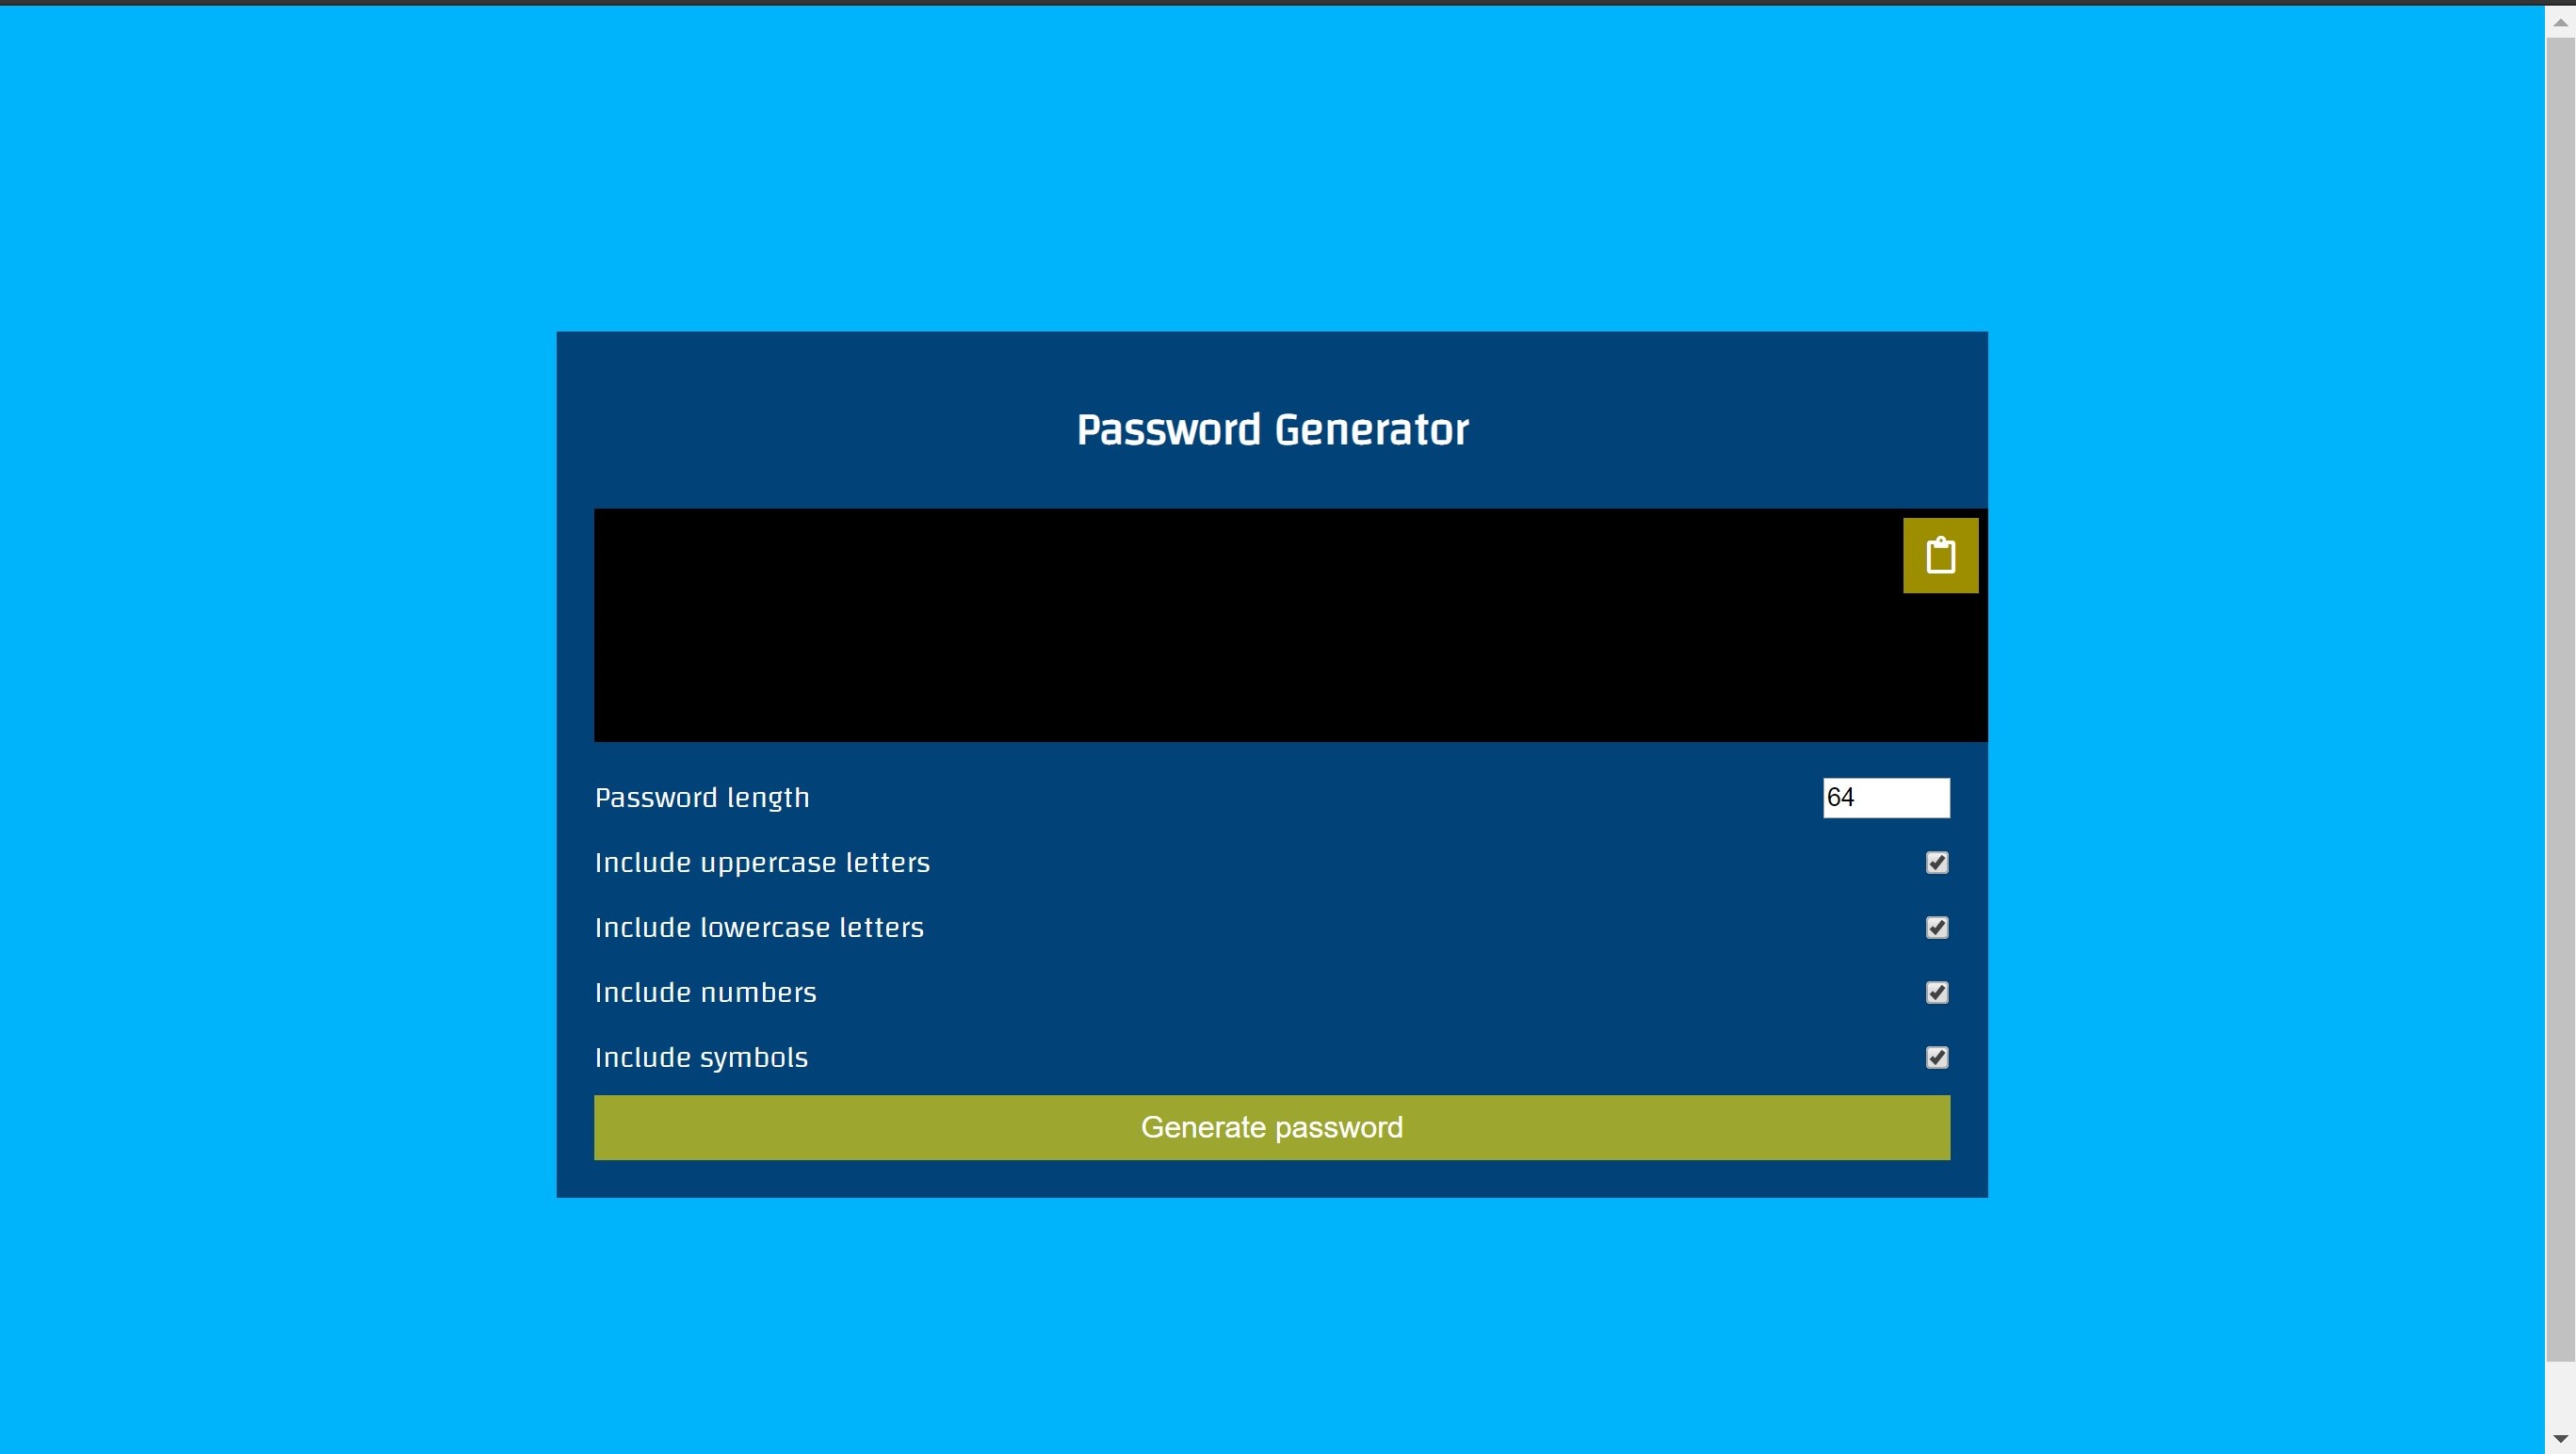 Password Generator
Password length
64
Include uppercase letters
Include lowercase letters
Include numbers
Include symbols
Generate password